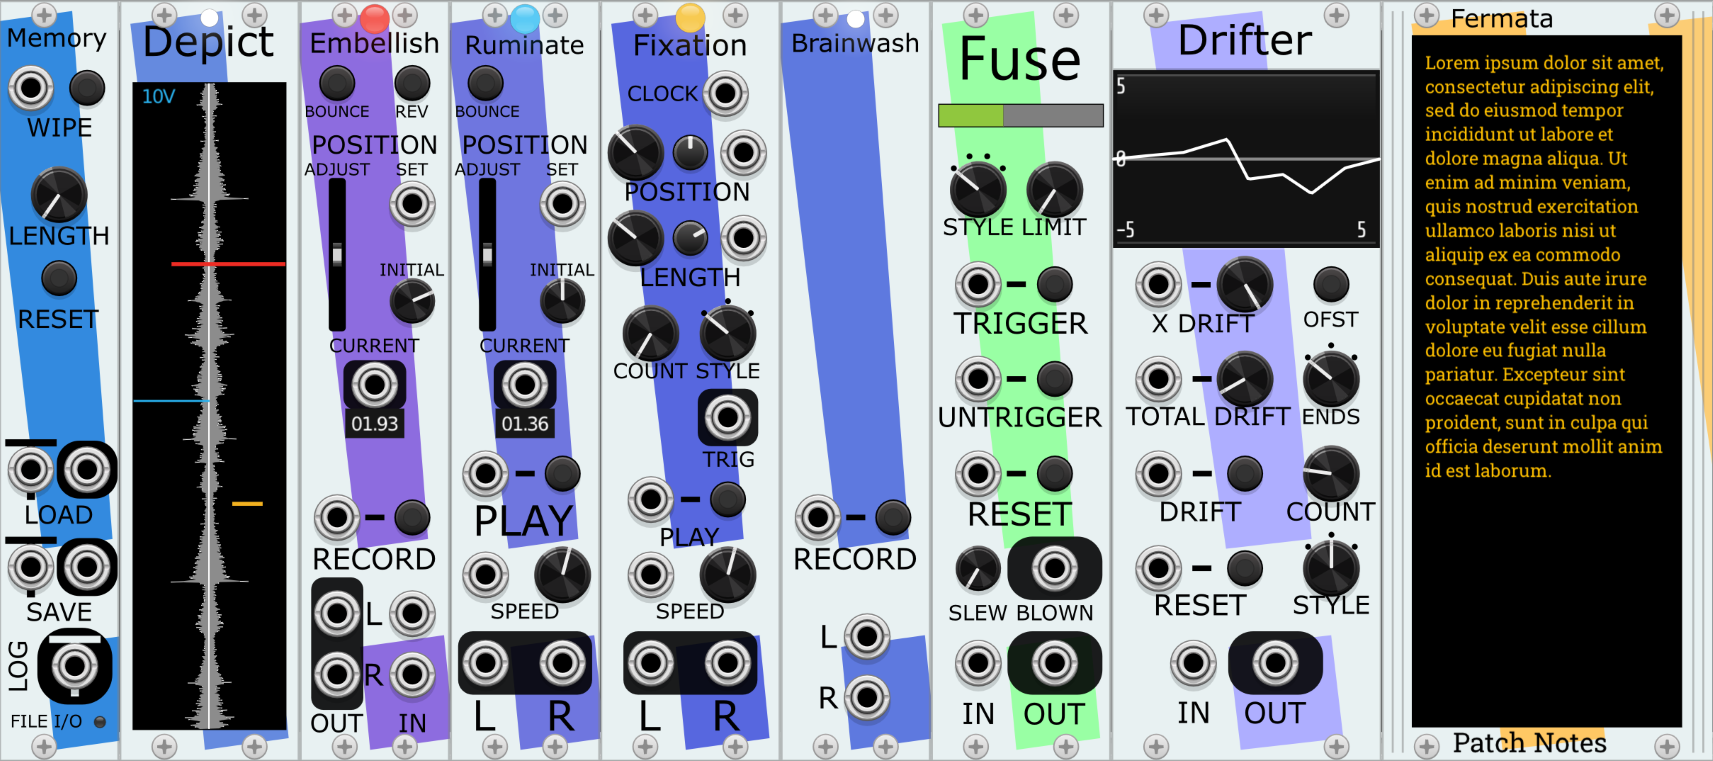 Memory
WIPE
LENGTH
RESET
LOAD
SAVE
LOG
FILE I/O
Depict
10V
Embellish
BOUNCE REV
POSITION
ADJUST SET
INITIAL
CURRENT
01.93
RECORD
L
R
OUT IN
Ruminate
BOUNCE
POSITION
ADJUST SET
INITIAL
CURRENT
01.36
PLAY
SPEED
L R
Fixation
CLOCK
POSITION
LENGTH
COUNT STYLE
TRIG
PLAY
SPEED
L R
Brainwash
RECORD
L
R
Fuse
STYLE LIMIT
TRIGGER
UNTRIGGER
RESET
SLEW BLOWN
IN OUT
Drifter
5
0
-5 5
X DRIFT OFST
TOTAL DRIFT ENDS
DRIFT COUNT
RESET STYLE
IN OUT
Fermata
Lorem ipsum dolor sit amet,
consectetur adipiscing elit,
sed do eiusmod tempor
incididunt ut labore et
dolore magna aliqua. Ut
enim ad minim veniam,
quis nostrud exercitation
ullamco laboris nisi ut
aliquip ex ea commodo
consequat. Duis aute irure
dolor in reprehenderit in
voluptate velit esse cillum
dolore eu fugiat nulla
pariatur. Excepteur sint
occaecat cupidatat non
proident, sunt in culpa qui
officia deserunt mollit anim
id est laborum.
Patch Notes